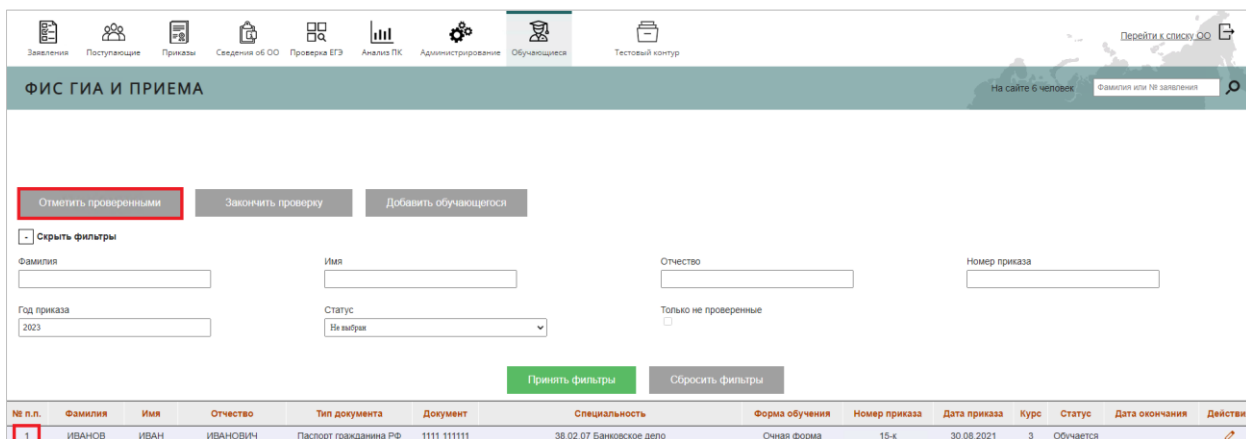 Заявления Поступающие Приказы Сведения об ОО Проверка ЕГЭ Анализ ПК Администрирование Обучающиеся Тестовый контур Перейти к списку ОО
ФИС ГИА И ПРИЕМА На сайте 6 человек Фамилия или № заявления
Отметить проверенными Закончить проверку Добавить обучающегося
- Скрыть фильтры
Фамилия Имя Отчество Номер приказа
Год приказа Статус Только не проверенные
2023 Не выбран
Принять фильтры Сбросить фильтры
№ п.п. Фамилия Имя Отчество Тип документа Документ Специальность Форма обучения Номер приказа Дата приказа Курс Статус Дата окончания Действи
1 ИВАНОВ ИВАН ИВАНОВИЧ Паспорт гражданина РФ 1111 111111 38.02.07 Банковское дело Очная форма 15-к 30.08.2021 3 Обучается